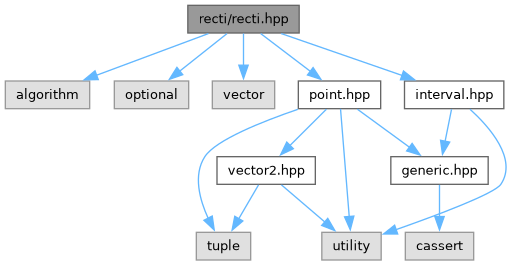 recti/recti.hpp
algorithm
optional
vector
point.hpp
interval.hpp
vector2.hpp
generic.hpp
tuple
utility
cassert